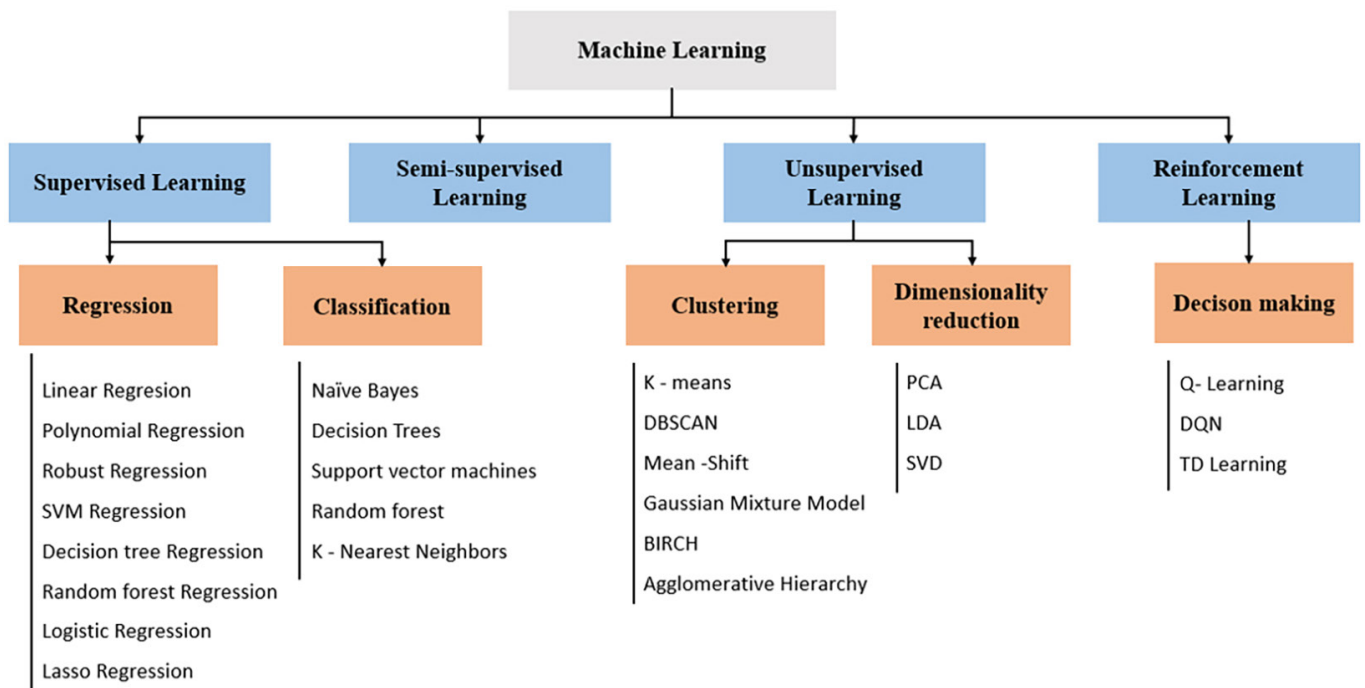 Machine Learning
Supervised Learning
Semi-supervised
Learning
Unsupervised
Learning
Reinforcement
Learning
Regression
Classification
Clustering
Dimensionality
reduction
Decison making
Linear Regresion
Polynomial Regression
Robust Regression
SVM Regression
Decision tree Regression
Random forest Regression
Logistic Regression
Lasso Regression
Naïve Bayes
Decision Trees
Support vector machines
Random forest
K - Nearest Neighbors
K - means
DBSCAN
Mean -Shift
Gaussian Mixture Model
BIRCH
Agglomerative Hierarchy
PCA
LDA
SVD
Q- Learning
DQN
TD Learning